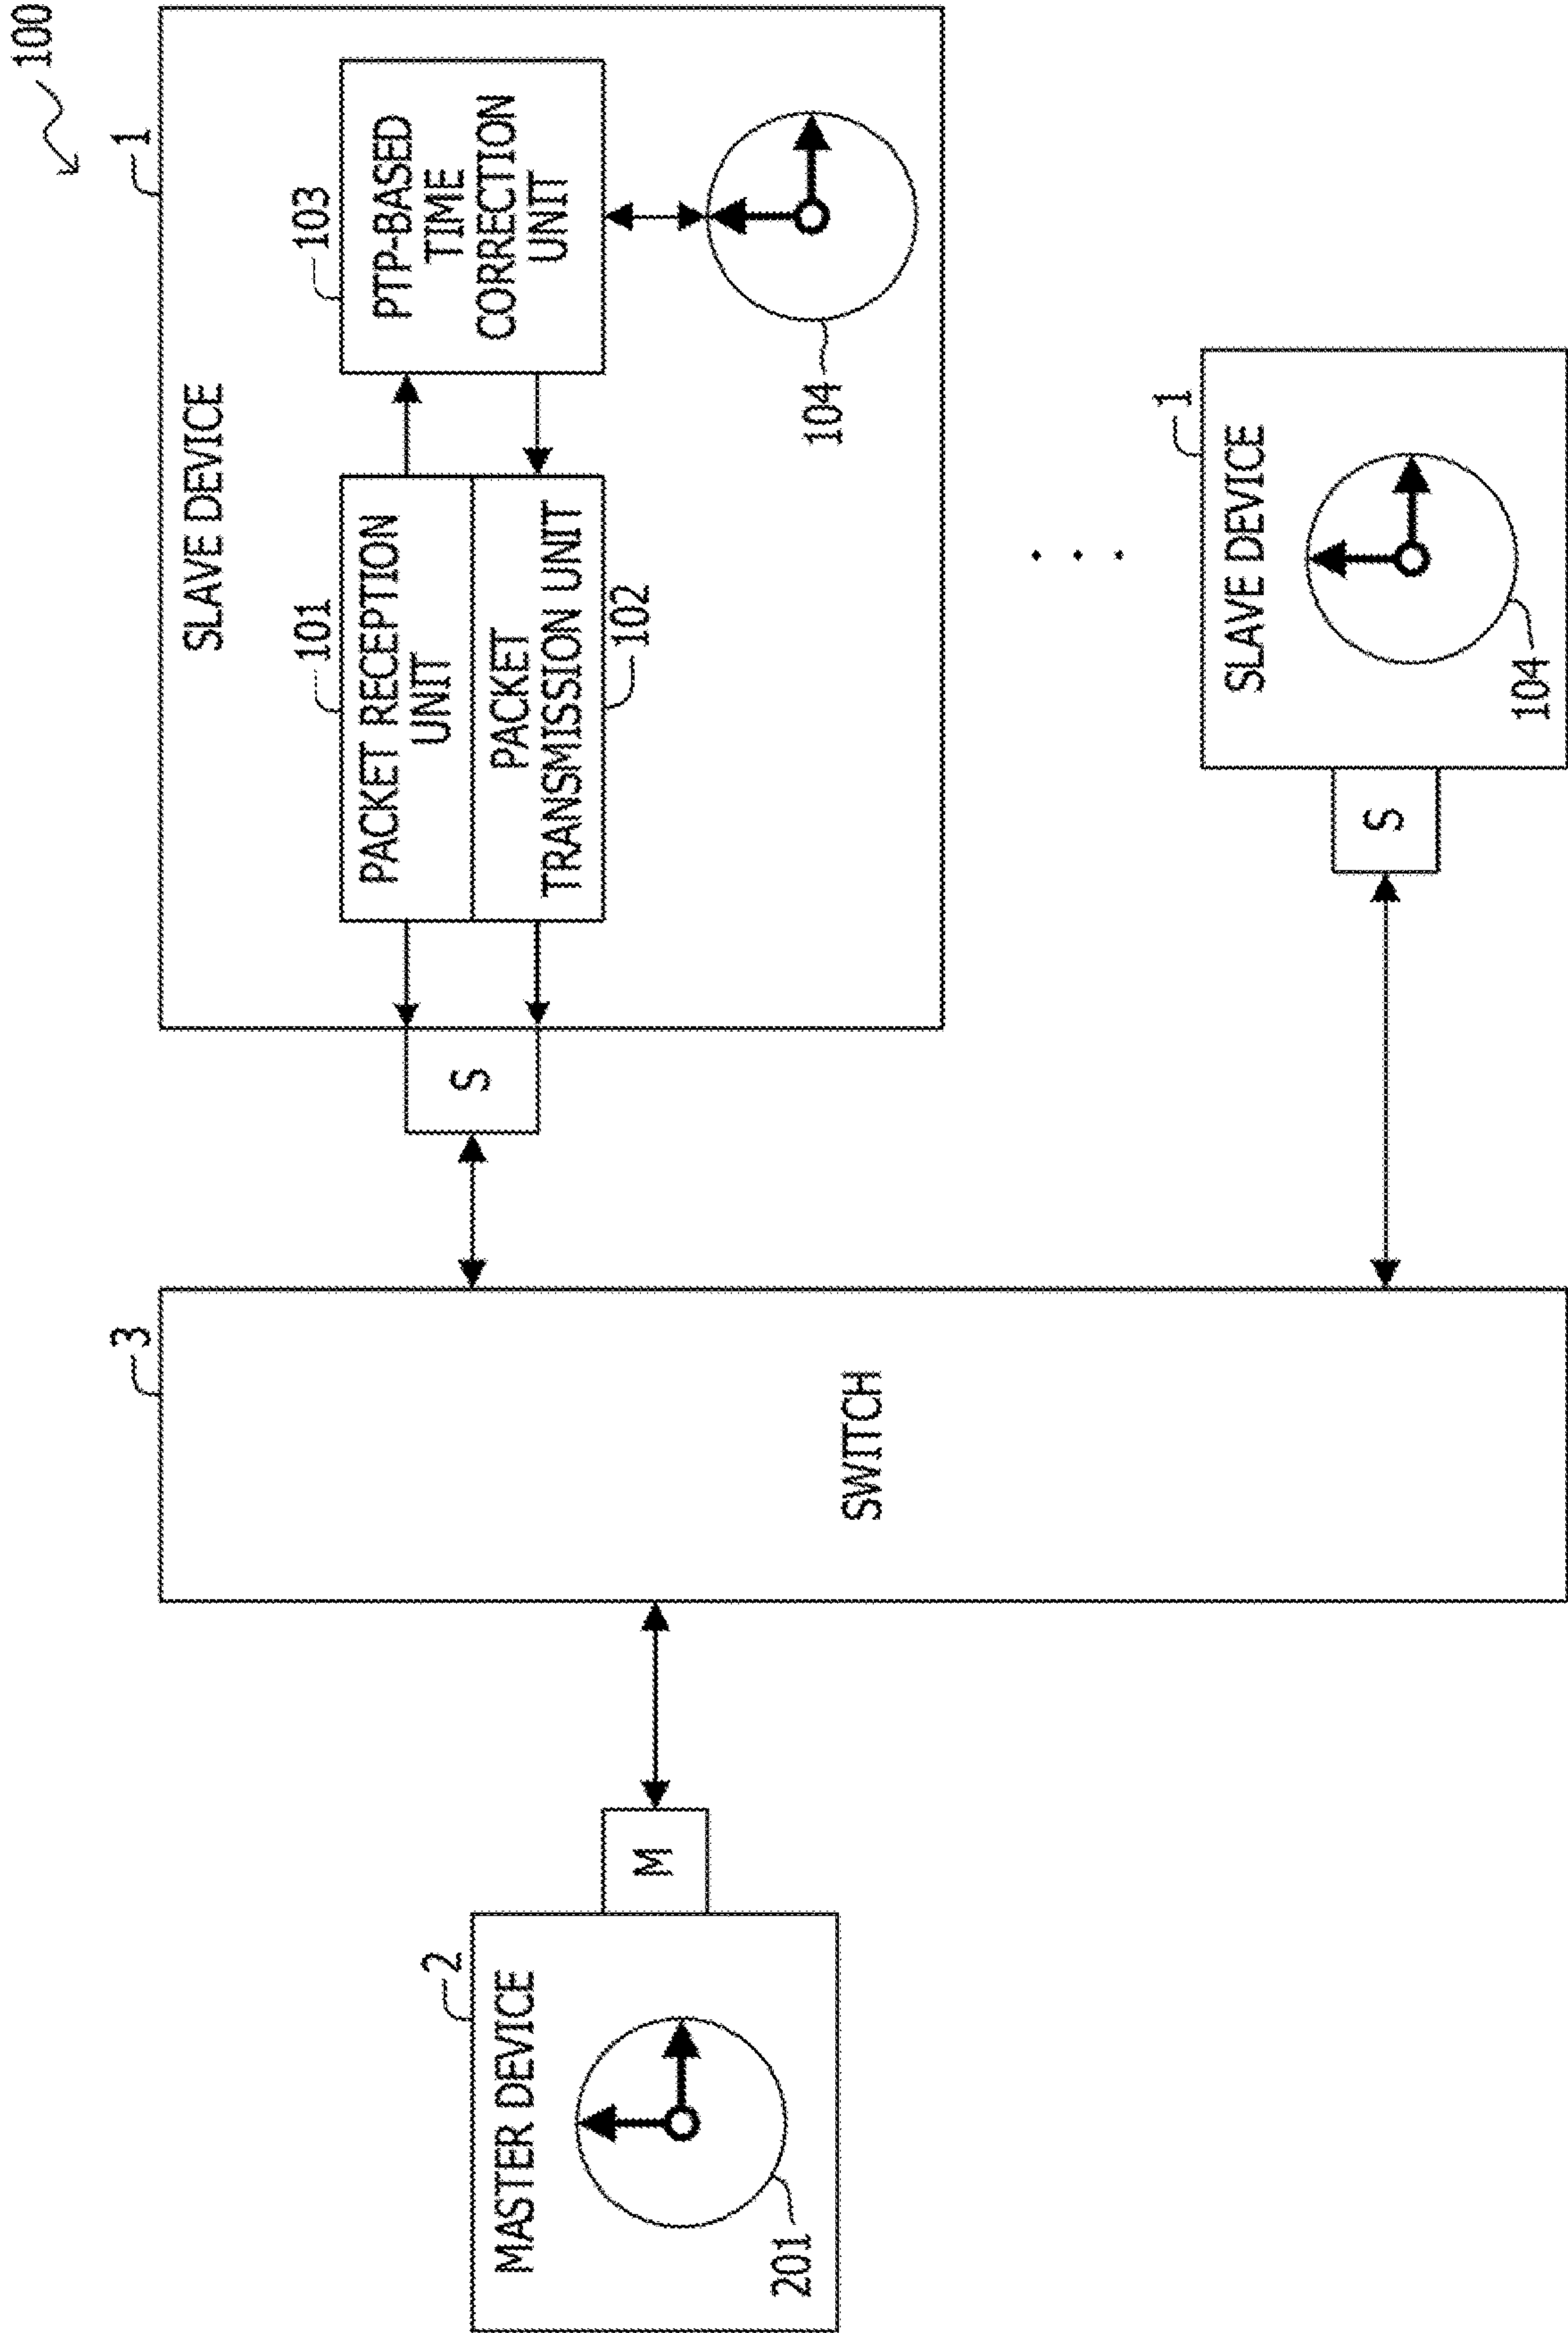 100
1
SLAVE DEVICE
101
PACKET RECEPTION
UNIT
PACKET
TRANSMISSION UNIT
102
103
PTP-BASED
TIME
CORRECTION
UNIT
104
S
3
SWITCH
2
MASTER DEVICE
201
M
1
SLAVE DEVICE
104
S